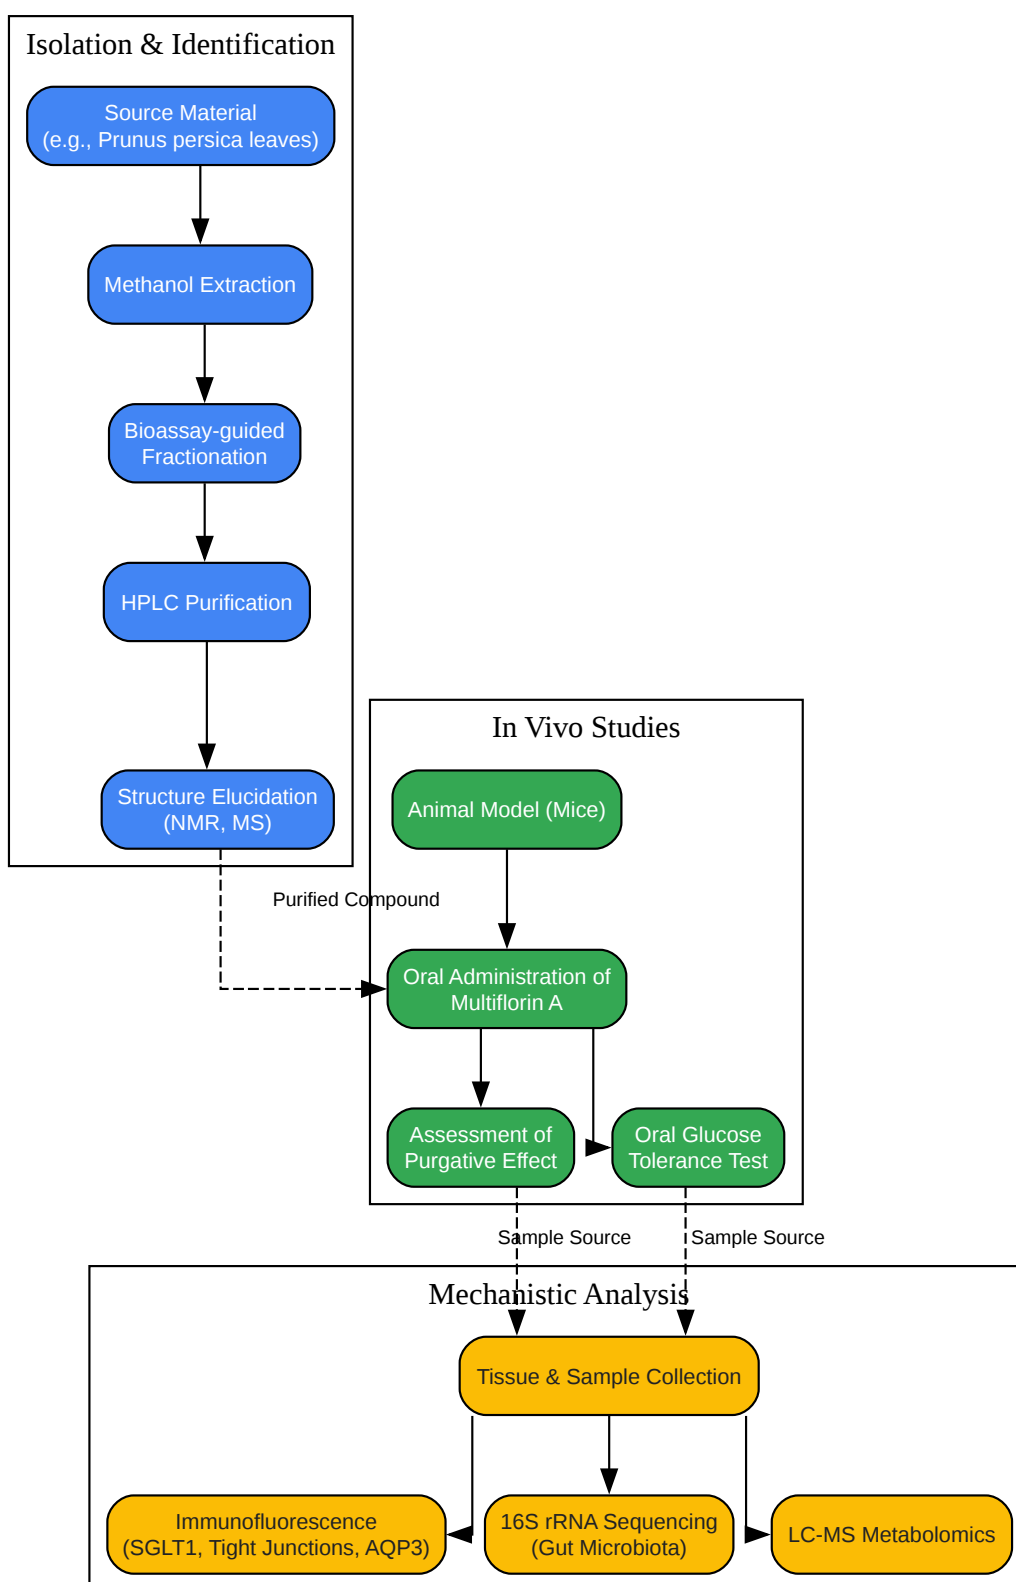 Isolation & Identification
Source Material
(e.g., Prunus persica leaves)
Methanol Extraction
Bioassay-guided
Fractionation
HPLC Purification
Structure Elucidation
(NMR, MS)
In Vivo Studies
Animal Model (Mice)
Purified Compound
Oral Administration of
Multiflorin A
Assessment of
Purgative Effect
Oral Glucose
Tolerance Test
Sample Source
Sample Source
Mechanistic Analysis
Tissue & Sample Collection
Immunofluorescence
(SGLT1, Tight Junctions, AQP3)
16S rRNA Sequencing
(Gut Microbiota)
LC-MS Metabolomics